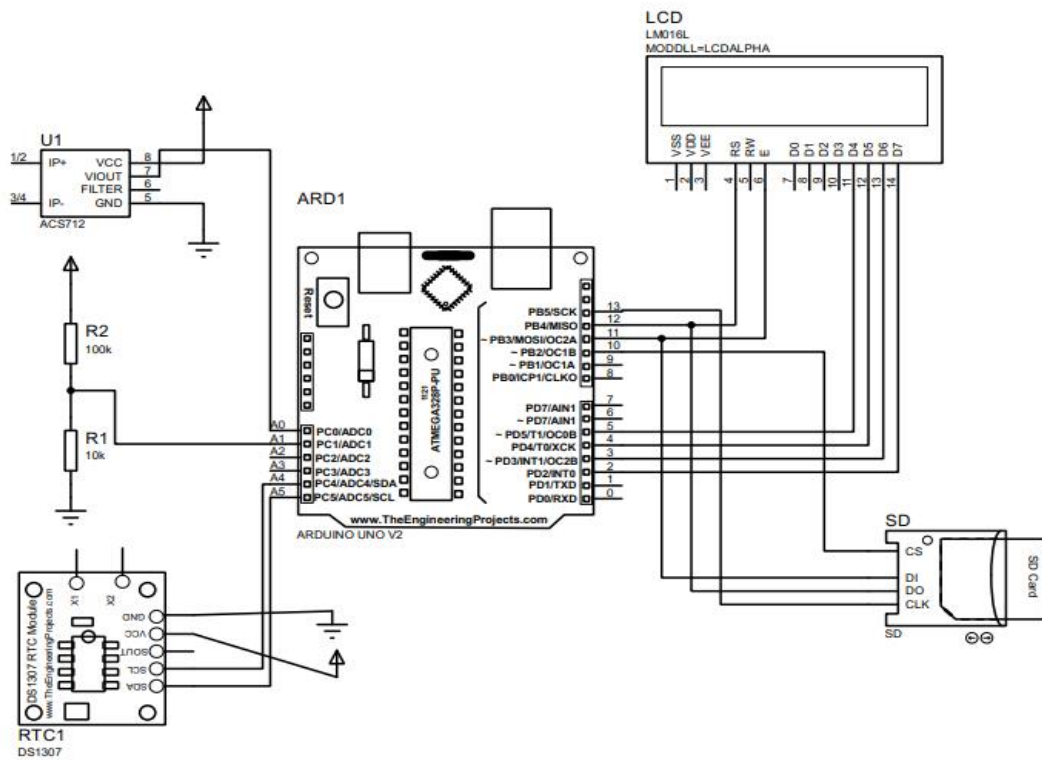 LCD
LM016L
MODDLL=LCDALPHA
VSS
VDD
VEE
RS
RW
E
D0
D1
D2
D3
D4
D5
D6
D7
1
2
3
4
5
6
7
8
9
10
11
12
13
14
U1
1/2
IP+
VCC
8
VIOUT
7
FILTER
6
3/4
IP-
GND
5
ACS712
R2
100k
R1
10k
ARD1
Reset
1121
ATMEGA328P-PU
PB5/SCK
13
PB4/MISO
12
~ PB3/MOSI/OC2A
11
~ PB2/OC1B
10
~ PB1/OC1A
9
PB0/ICP1/CLKO
8
PD7/AIN1
7
~ PD7/AIN1
6
~ PD5/T1/OC0B
5
PD4/T0/XCK
4
~ PD3/INT1/OC2B
3
PD2/INT0
2
PD1/TXD
1
PD0/RXD
0
A0
PC0/ADC0
A1
PC1/ADC1
A2
PC2/ADC2
A3
PC3/ADC3
A4
PC4/ADC4/SDA
A5
PC5/ADC5/SCL
www.TheEngineeringProjects.com
ARDUINO UNO V2
SD
CS
DI
DO
CLK
SD Card
SD
X1
X2
DS1307 RTC Module
www.TheEngineeringProjects.com
GND
VCC
SOUT
SCL
SDA
RTC1
DS1307